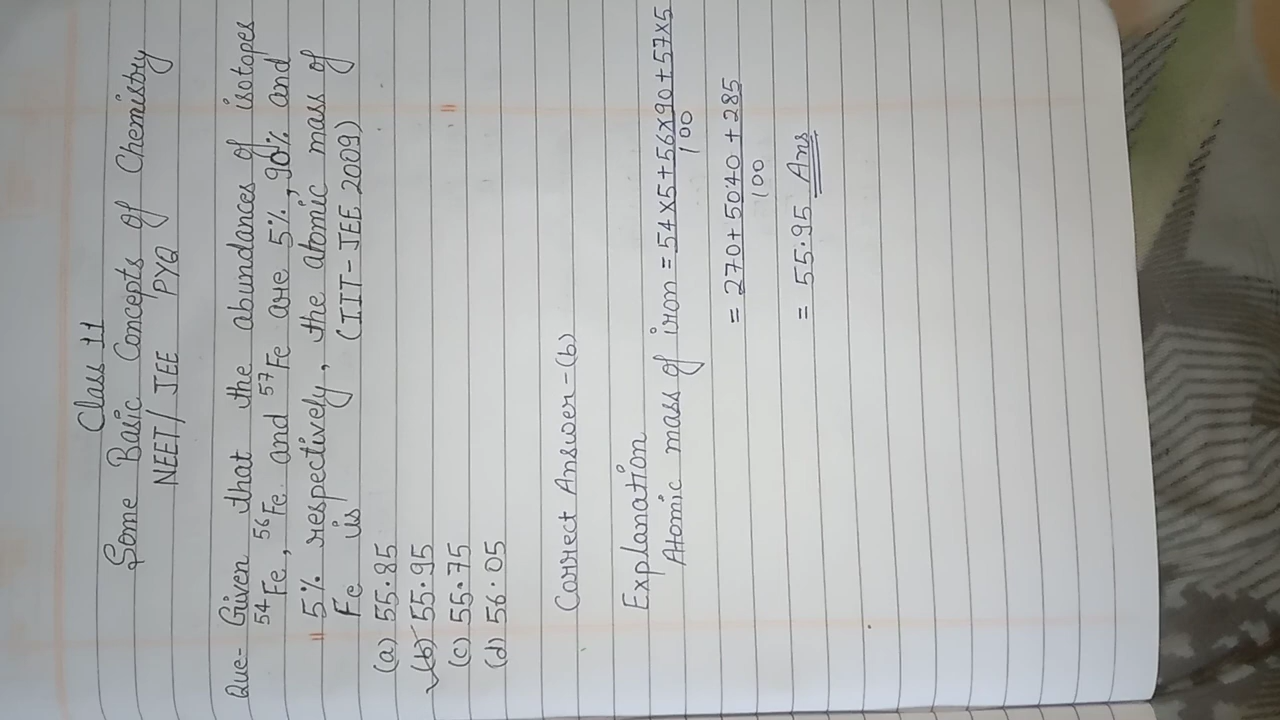 Class 11
Some Basic Concepts of Chemistry
NEET/ JEE PYQ
Que- Given that the abundances of isotopes
⁵⁴Fe, ⁵⁶Fe and ⁵⁷Fe are 5%, 90% and
5% respectively, the atomic mass of
Fe is (IIT-JEE 2009)
(a) 55.85
✓(b) 55.95
(c) 55.75
(d) 56.05
Correct Answer-(b)
Explanation
Atomic mass of iron = 54×5+56×90+57×5
100
= 270+5040+285
100
= 55.95 Ans